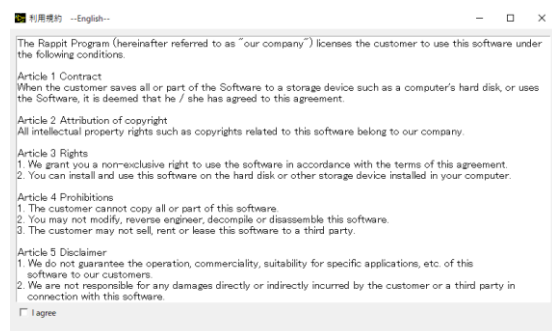 利用規約 --English--
The Rappit Program (hereinafter referred to as "our company") licenses the customer to use this software under
the following conditions.
Article 1 Contract
When the customer saves all or part of the Software to a storage device such as a computer's hard disk, or uses
the Software, it is deemed that he / she has agreed to this agreement.
Article 2 Attribution of copyright
All intellectual property rights such as copyrights related to this software belong to our company.
Article 3 Rights
1. We grant you a non-exclusive right to use the software in accordance with the terms of this agreement.
2. You can install and use this software on the hard disk or other storage device installed in your computer.
Article 4 Prohibitions
1. The customer cannot copy all or part of this software.
2. You may not modify, reverse engineer, decompile or disassemble this software.
3. The customer may not sell, rent or lease this software to a third party.
Article 5 Disclaimer
1. We do not guarantee the operation, commerciality, suitability for specific applications, etc. of this
software to our customers.
2. We are not responsible for any damages directly or indirectly incurred by the customer or a third party in
connection with this software.
I agree